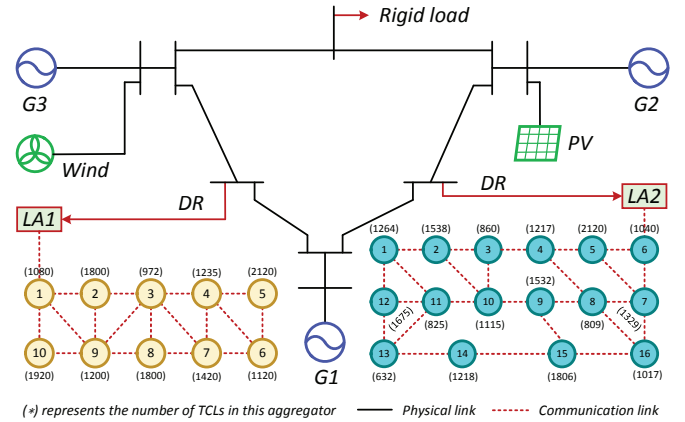 Rigid load
G3
G2
Wind
PV
DR
DR
LA1
LA2
(1080) (1800) (972) (1235) (2120)
1 2 3 4 5
10 9 8 7 6
(1920) (1200) (1800) (1420) (1120)
G1
(1264) (1538) (860) (1217) (2120) (1040)
1 2 3 4 5 6
(1532)
12 11 10 9 8 7
(1675) (825) (1115) (809) (1329)
13 14 15 16
(632) (1218) (1806) (1017)
(*) represents the number of TCLs in this aggregator Physical link Communication link